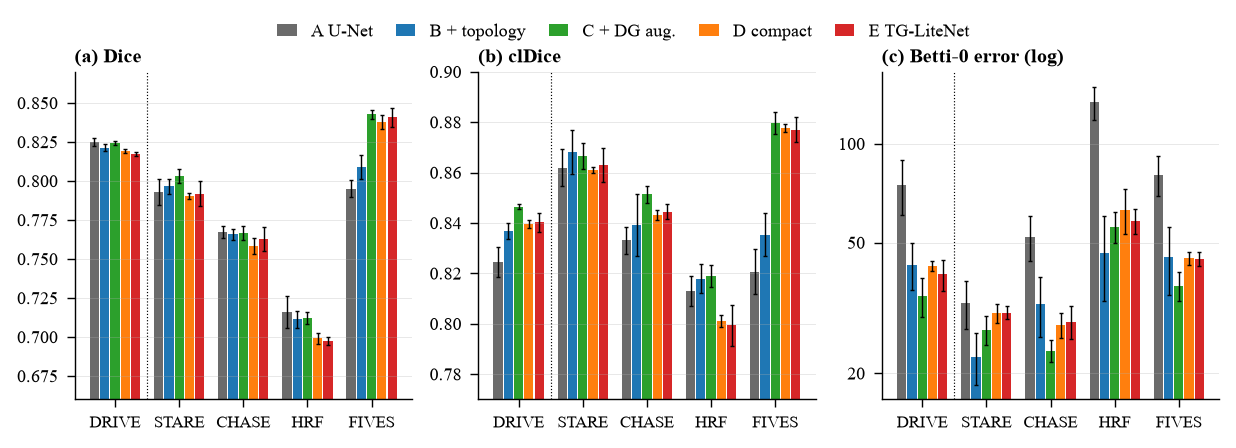 A U-Net B + topology C + DG aug. D compact E TG-LiteNet
(a) Dice
0.850
0.825
0.800
0.775
0.750
0.725
0.700
0.675
DRIVE STARE CHASE HRF FIVES
(b) clDice
0.90
0.88
0.86
0.84
0.82
0.80
0.78
DRIVE STARE CHASE HRF FIVES
(c) Betti-0 error (log)
100
50
20
DRIVE STARE CHASE HRF FIVES